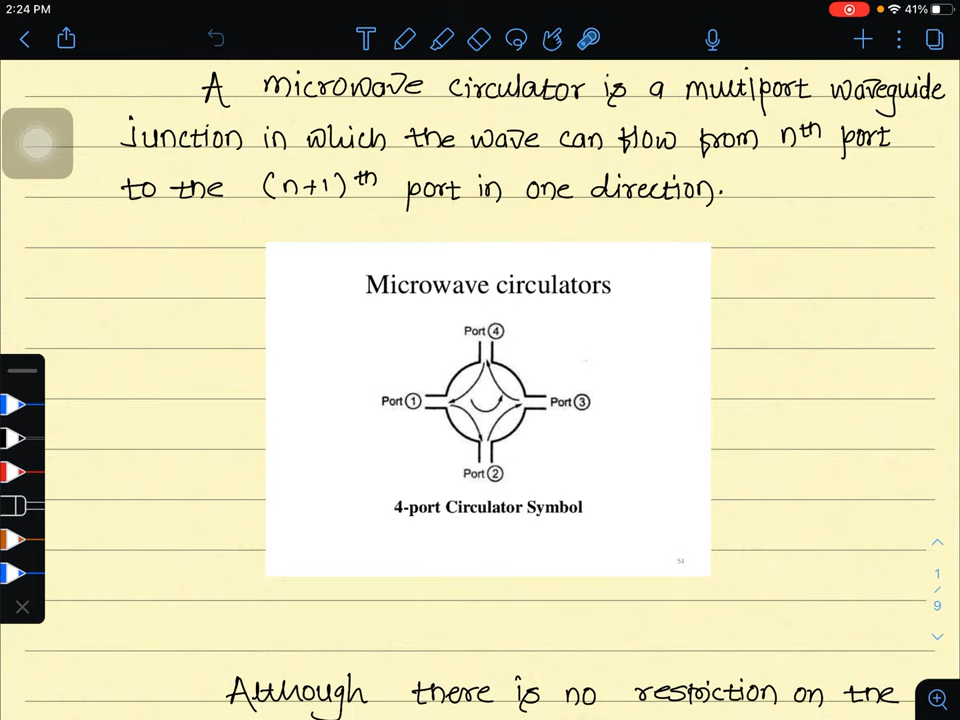 2:24 PM
41%
A microwave circulator is a multiport waveguide
junction in which the wave can flow from nth port
to the (n+1)th port in one direction.
Microwave circulators
Port 4
Port 1
Port 3
Port 2
4-port Circulator Symbol
54
1
/
9
Although there is no restriction on the